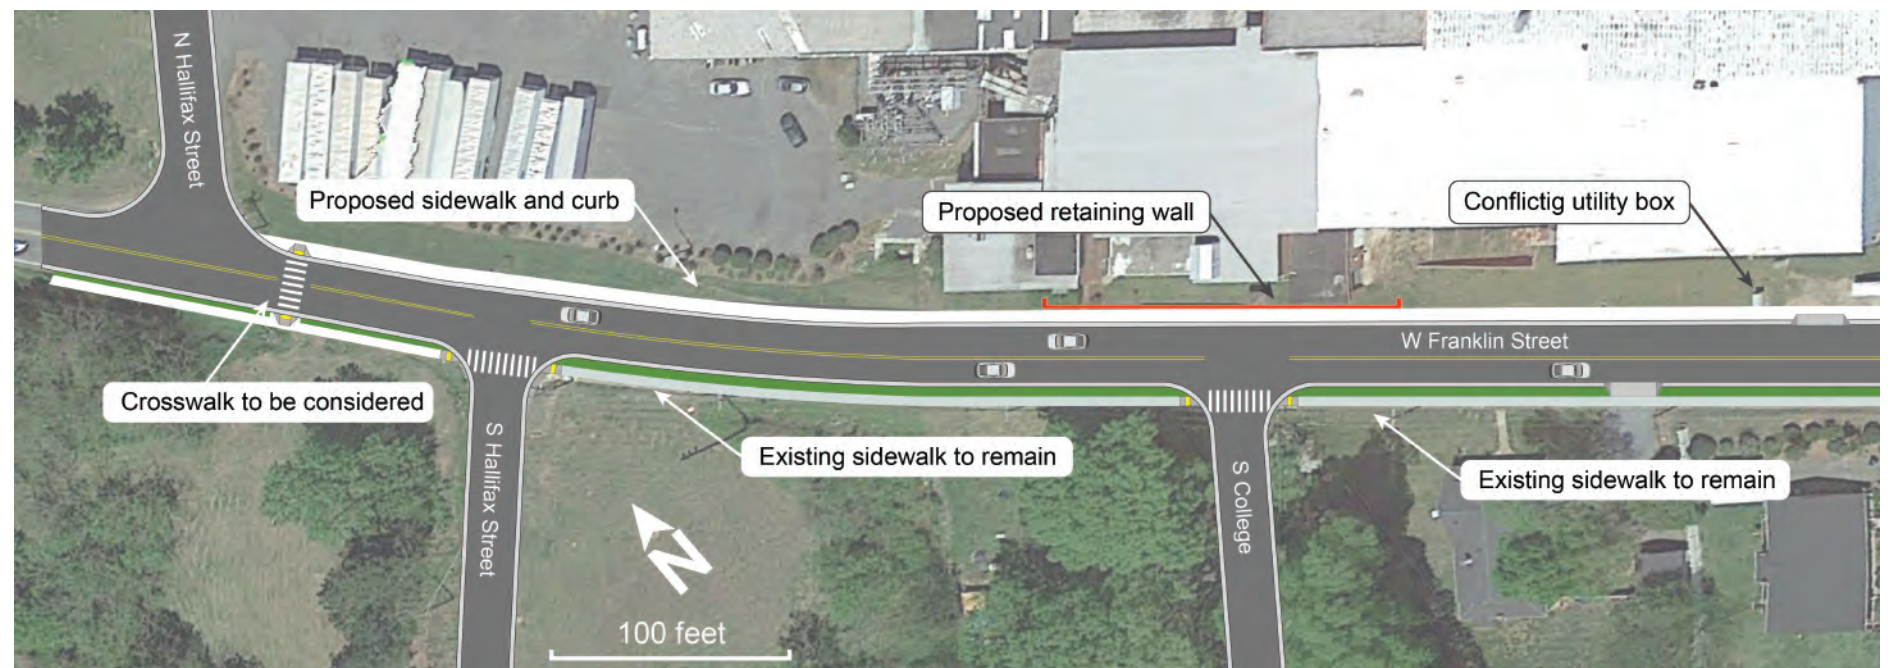 N Hallifax Street
Proposed sidewalk and curb
Proposed retaining wall
Conflictig utility box
W Franklin Street
Crosswalk to be considered
Existing sidewalk to remain
Existing sidewalk to remain
S Hallifax Street
S College
N
100 feet